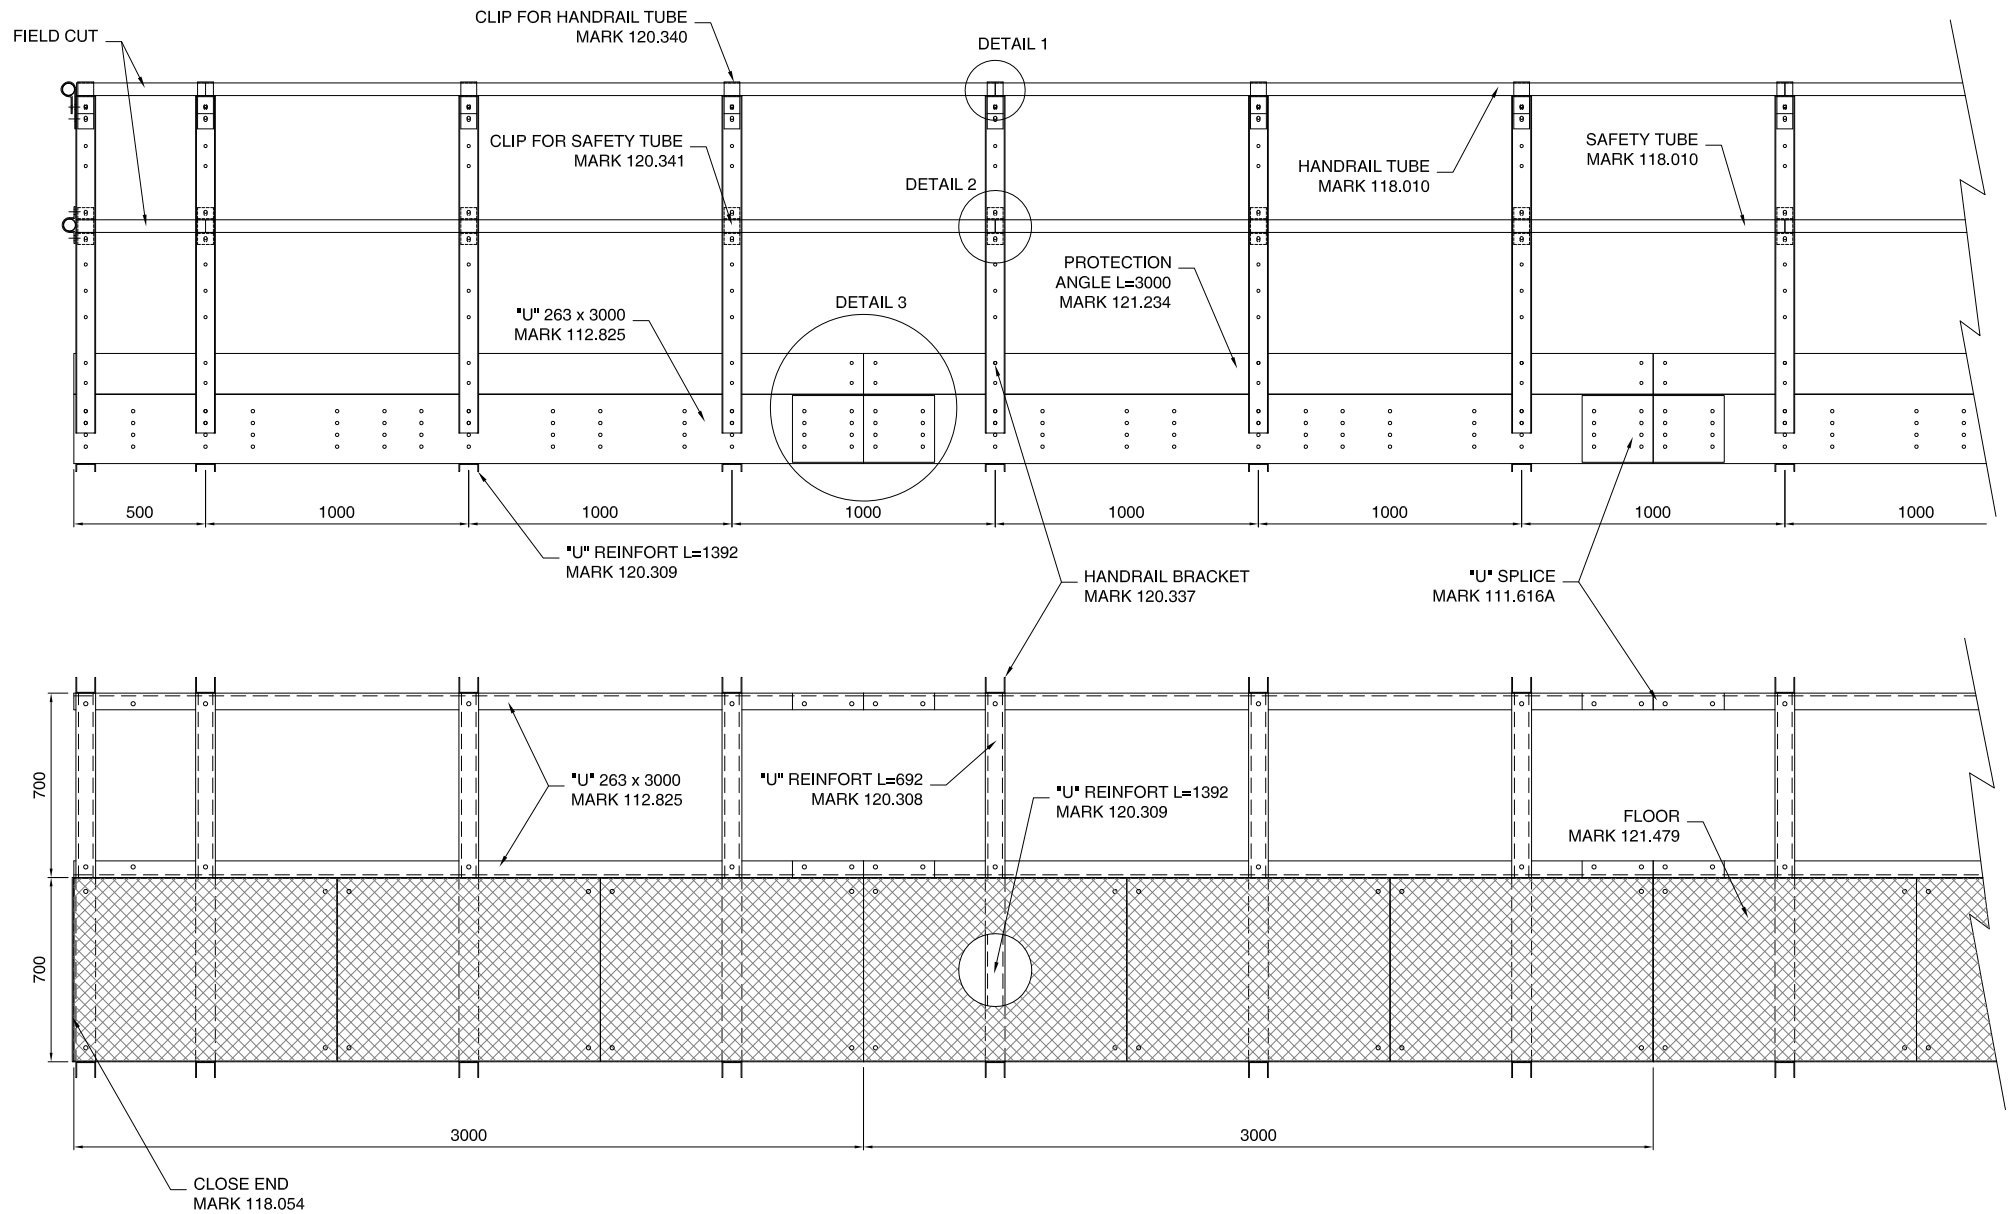 CLIP FOR HANDRAIL TUBE
MARK 120.340
FIELD CUT
DETAIL 1
CLIP FOR SAFETY TUBE
MARK 120.341
SAFETY TUBE
MARK 118.010
HANDRAIL TUBE
MARK 118.010
DETAIL 2
PROTECTION
ANGLE L=3000
MARK 121.234
DETAIL 3
"U" 263 x 3000
MARK 112.825
500
1000
1000
1000
1000
1000
1000
1000
"U" REINFORT L=1392
MARK 120.309
HANDRAIL BRACKET
MARK 120.337
"U" SPLICE
MARK 111.616A
700
"U" 263 x 3000
MARK 112.825
"U" REINFORT L=692
MARK 120.308
"U" REINFORT L=1392
MARK 120.309
FLOOR
MARK 121.479
700
3000
3000
CLOSE END
MARK 118.054